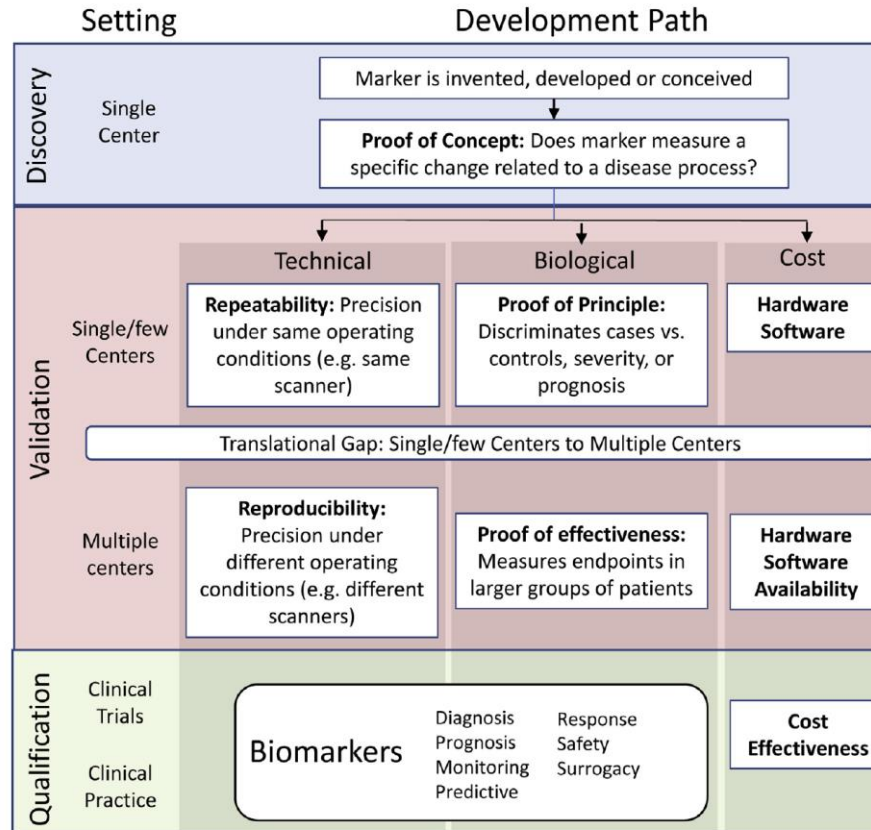 Setting
Development Path
Discovery
Single
Center
Marker is invented, developed or conceived
Proof of Concept: Does marker measure a
specific change related to a disease process?
Validation
Technical
Biological
Cost
Single/few
Centers
Repeatability: Precision
under same operating
conditions (e.g. same
scanner)
Proof of Principle:
Discriminates cases vs.
controls, severity, or
prognosis
Hardware
Software
Translational Gap: Single/few Centers to Multiple Centers
Multiple
centers
Reproducibility:
Precision under
different operating
conditions (e.g. different
scanners)
Proof of effectiveness:
Measures endpoints in
larger groups of patients
Hardware
Software
Availability
Qualification
Clinical
Trials
Clinical
Practice
Biomarkers
Diagnosis
Prognosis
Monitoring
Predictive
Response
Safety
Surrogacy
Cost
Effectiveness